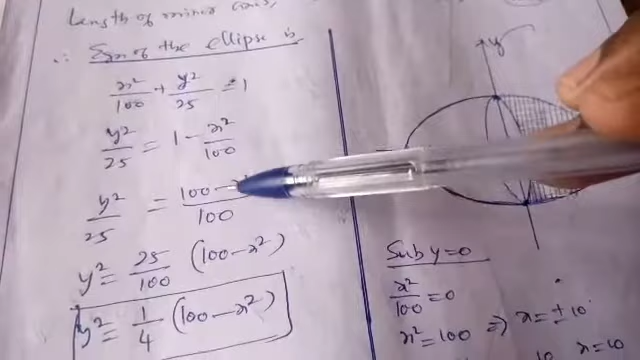 Length of minor axis,
∴ Eqn of the ellipse is
x²/100 + y²/25 = 1
y²/25 = 1 - x²/100
y²/25 = 100 - /100
y² = 25/100 (100 - x²)
y² = 1/4 (100 - x²)
y
Sub y=0
x²/100 = 0
x² = 100 ⇒ x = ± 10
x = 10